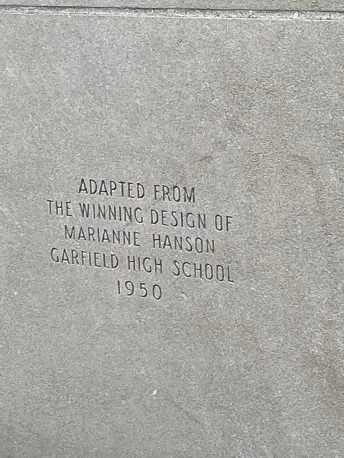 ADAPTED FROM
THE WINNING DESIGN OF
MARIANNE HANSON
GARFIELD HIGH SCHOOL
1950